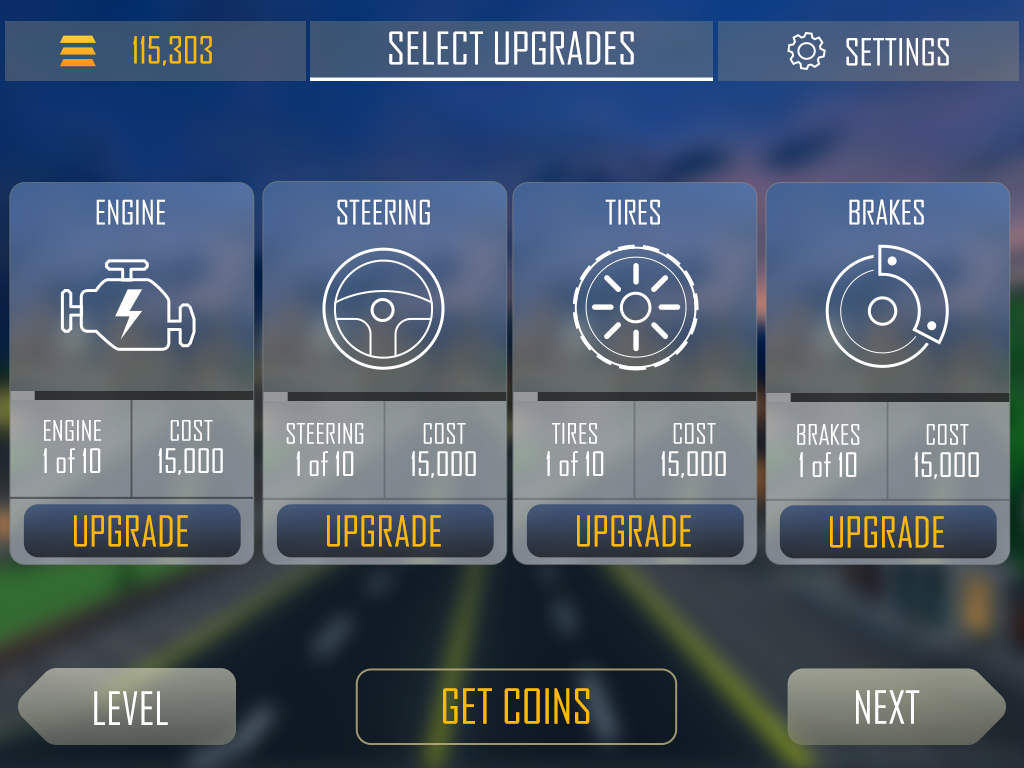 115,303
SELECT UPGRADES
SETTINGS
ENGINE
ENGINE
1 of 10
COST
15,000
UPGRADE
STEERING
STEERING
1 of 10
COST
15,000
UPGRADE
TIRES
TIRES
1 of 10
COST
15,000
UPGRADE
BRAKES
BRAKES
1 of 10
COST
15,000
UPGRADE
LEVEL
GET COINS
NEXT